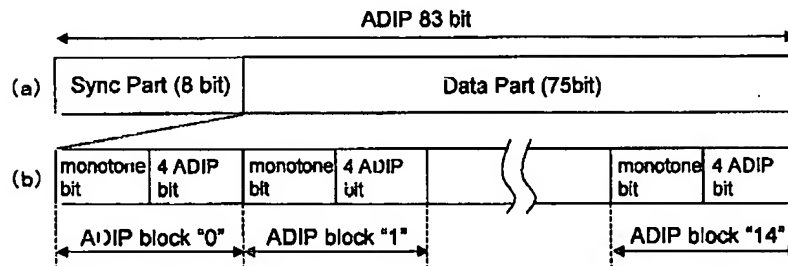 ADIP 83 bit
(a) Sync Part (8 bit) Data Part (75bit)
(b) monotone bit 4 ADIP bit monotone bit 4 ADIP bit monotone bit 4 ADIP bit
ADIP block "0" ADIP block "1" ADIP block "14"